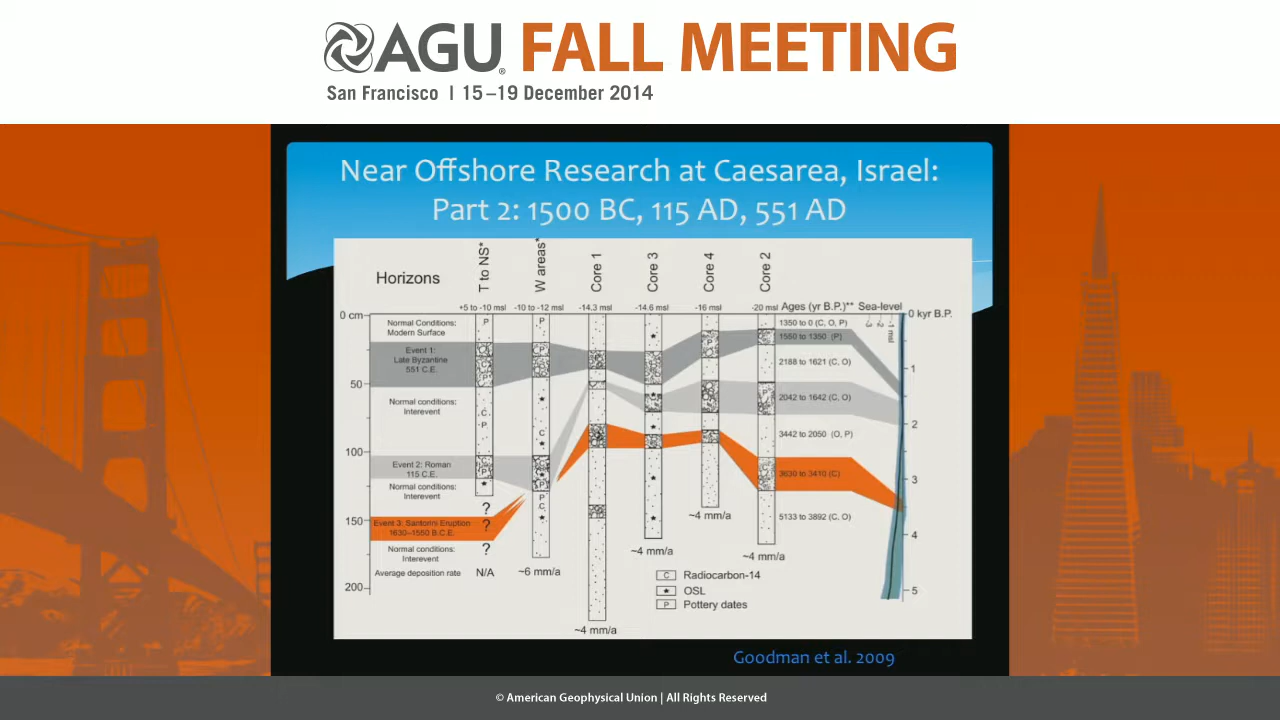 AGU FALL MEETING
San Francisco | 15–19 December 2014
Near Offshore Research at Caesarea, Israel:
Part 2: 1500 BC, 115 AD, 551 AD
Horizons
T to NS*
W areas*
Core 1
Core 3
Core 4
Core 2
+5 to -10 msl
-10 to -12 msl
-14.3 msl
-14.6 msl
-16 msl
-20 msl
Ages (yr B.P.)**
Sea-level
0 cm
50
100
150
200
Normal Conditions:
Modern Surface
Event 1:
Late Byzantine
551 C.E.
Normal conditions:
Interevent
Event 2: Roman
115 C.E.
Normal conditions:
Interevent
Event 3: Santorini Eruption
1630–1550 B.C.E.
Normal conditions:
Interevent
Average deposition rate
?
?
?
N/A
~6 mm/a
~4 mm/a
~4 mm/a
~4 mm/a
~4 mm/a
1350 to 0 (C, O, P)
1550 to 1350 (P)
2188 to 1621 (C, O)
2042 to 1642 (C, O)
3442 to 2050 (O, P)
3630 to 3410 (C)
5133 to 3892 (C, O)
0 kyr B.P.
1
2
3
4
5
C Radiocarbon-14
★ OSL
P Pottery dates
Goodman et al. 2009
© American Geophysical Union | All Rights Reserved